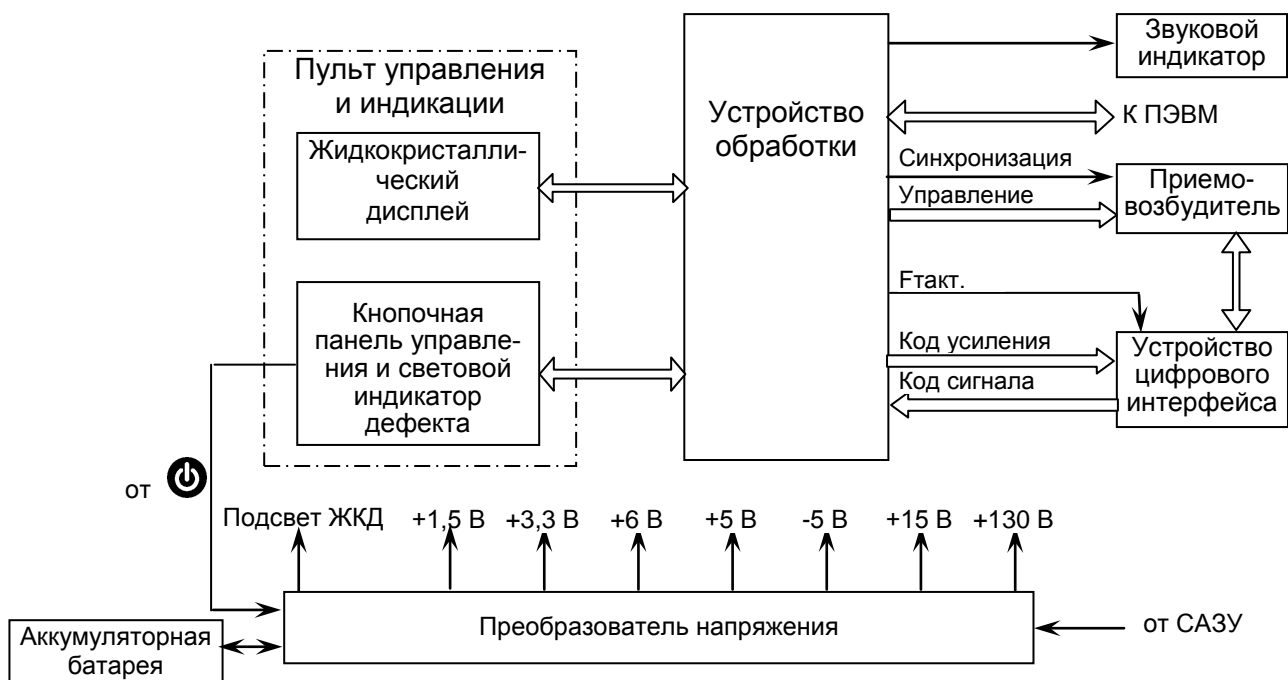 Пульт управления
и индикации
Жидкокристалли-
ческий
дисплей
Кнопочная
панель управле-
ния и световой
индикатор
дефекта
Устройство
обработки
Звуковой
индикатор
К ПЭВМ
Синхронизация
Управление
Приемо-
возбудитель
Fтакт.
Код усиления
Код сигнала
Устройство
цифрового
интерфейса
от
Подсвет ЖКД
+1,5 В
+3,3 В
+6 В
+5 В
-5 В
+15 В
+130 В
Преобразователь напряжения
от САЗУ
Аккумуляторная
батарея